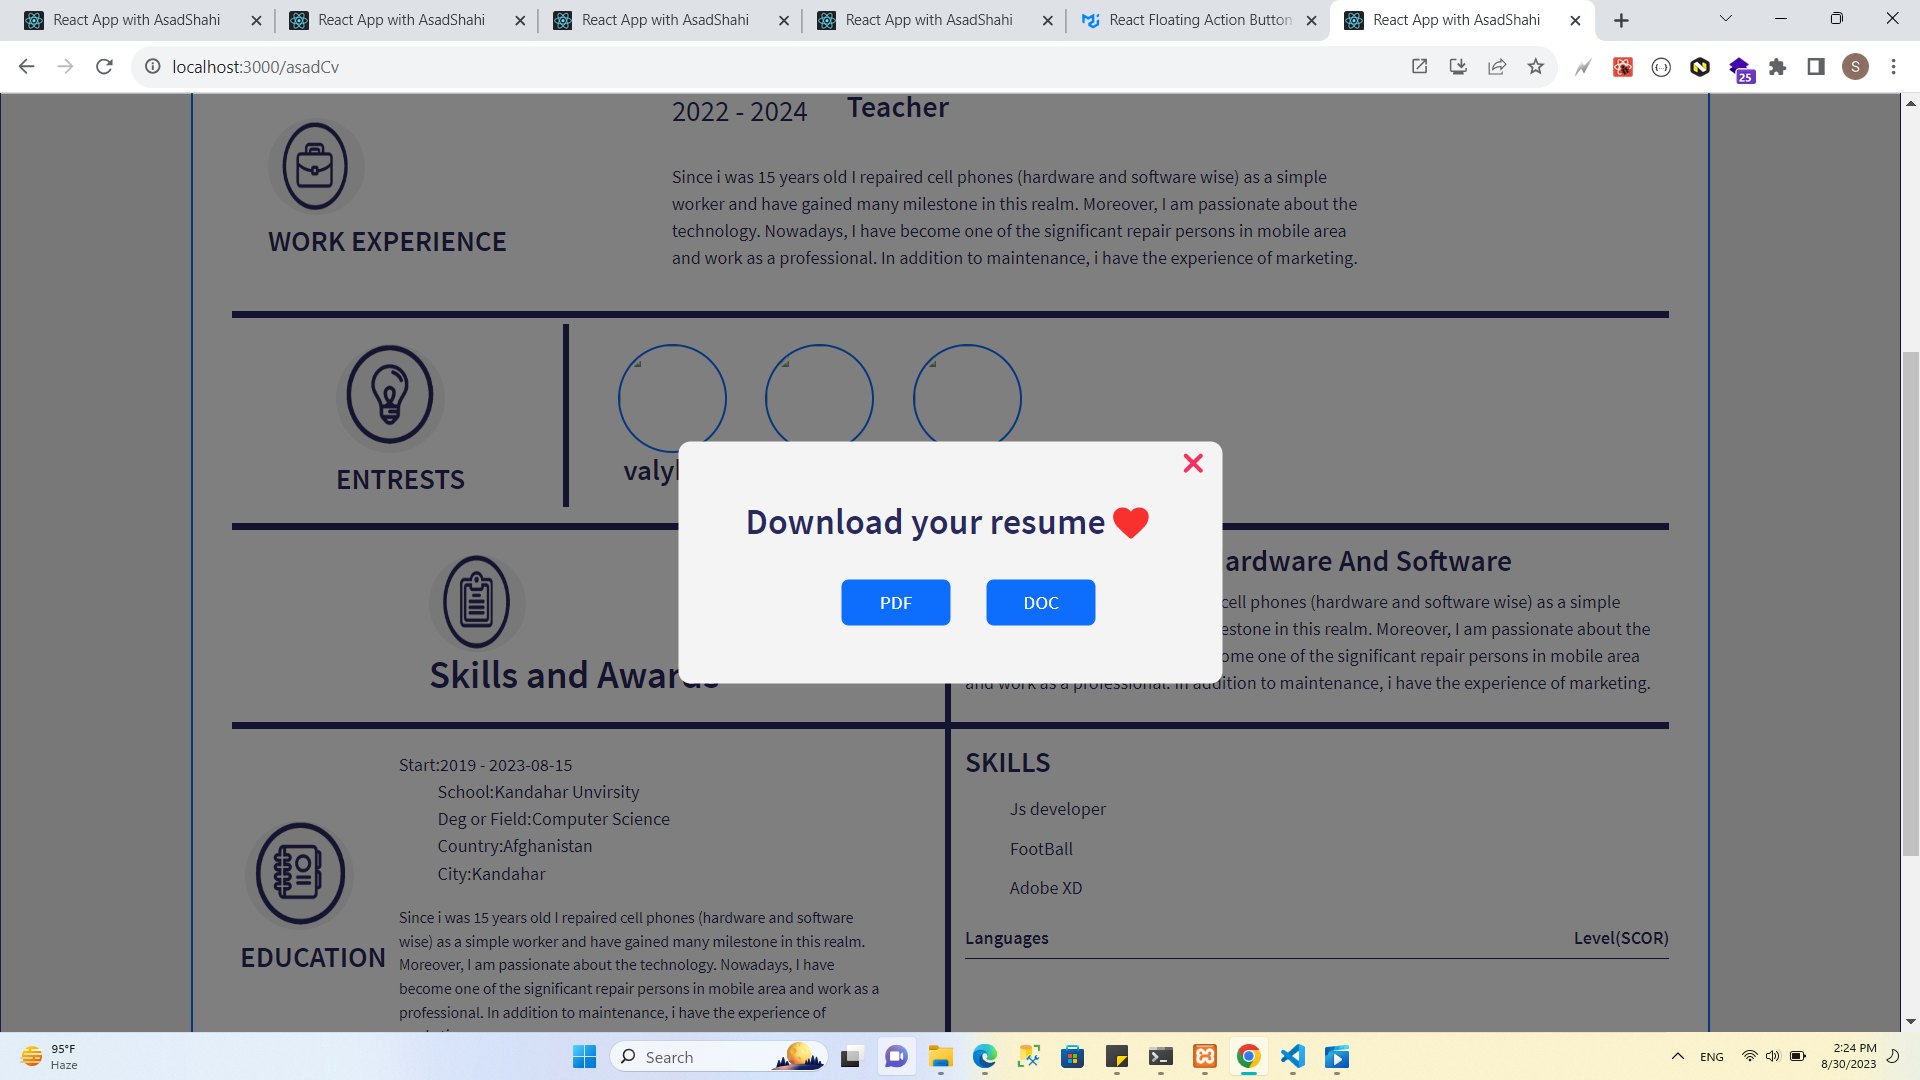 React App with AsadShahi
React App with AsadShahi
React App with AsadShahi
React App with AsadShahi
React Floating Action Button
React App with AsadShahi
localhost:3000/asadCv
25
S
2022 - 2024
Teacher
Since i was 15 years old I repaired cell phones (hardware and software wise) as a simple
worker and have gained many milestone in this realm. Moreover, I am passionate about the
technology. Nowadays, I have become one of the significant repair persons in mobile area
and work as a professional. In addition to maintenance, i have the experience of marketing.
WORK EXPERIENCE
ENTRESTS
Download your resume
PDF
DOC
Skills and Awards
ardware And Software
cell phones (hardware and software wise) as a simple
estone in this realm. Moreover, I am passionate about the
ome one of the significant repair persons in mobile area
and work as a professional. In addition to maintenance, i have the experience of marketing.
Start:2019 - 2023-08-15
School:Kandahar Unvirsity
Deg or Field:Computer Science
Country:Afghanistan
City:Kandahar
Since i was 15 years old I repaired cell phones (hardware and software
wise) as a simple worker and have gained many milestone in this realm.
Moreover, I am passionate about the technology. Nowadays, I have
become one of the significant repair persons in mobile area and work as a
professional. In addition to maintenance, i have the experience of
EDUCATION
SKILLS
Js developer
FootBall
Adobe XD
Languages
Level(SCOR)
95°F
Haze
Search
ENG
2:24 PM
8/30/2023